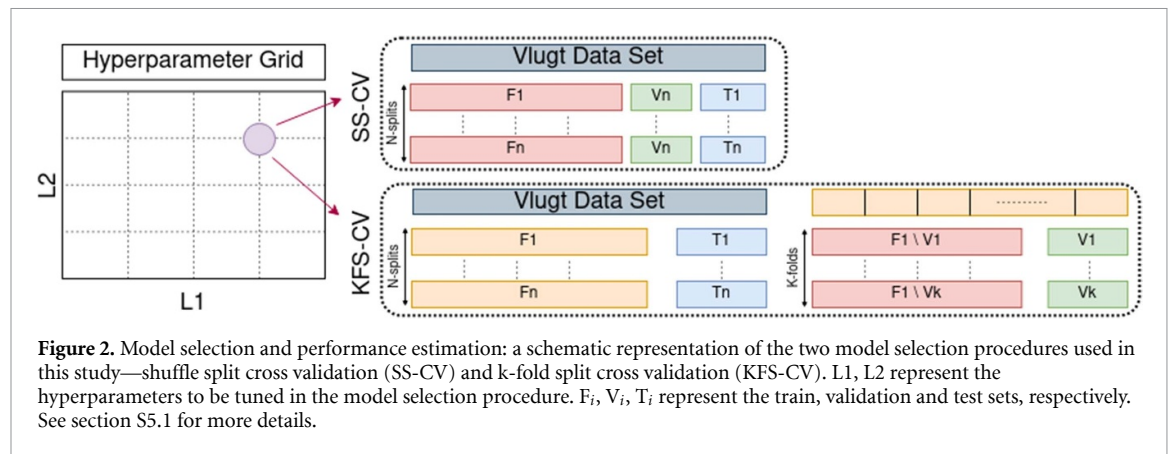 Hyperparameter Grid
L2
L1
SS-CV
Vlugt Data Set
N-splits
F1 Vn T1
Fn Vn Tn
KFS-CV
Vlugt Data Set
N-splits
F1 T1
Fn Tn
K-folds
F1 \ V1 V1
F1 \ Vk Vk
Figure 2. Model selection and performance estimation: a schematic representation of the two model selection procedures used in
this study—shuffle split cross validation (SS-CV) and k-fold split cross validation (KFS-CV). L1, L2 represent the
hyperparameters to be tuned in the model selection procedure. Fi, Vi, Ti represent the train, validation and test sets, respectively.
See section S5.1 for more details.